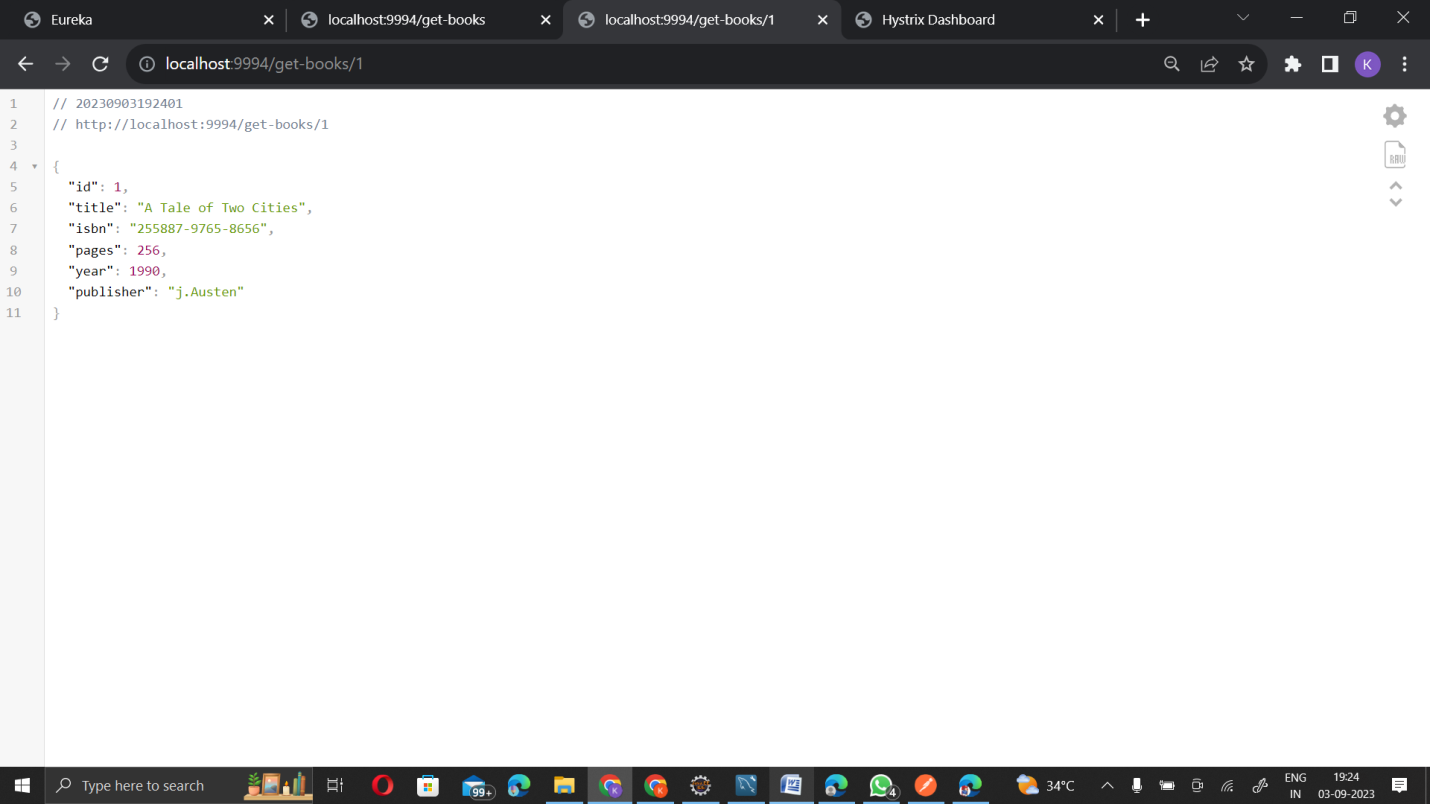 Eureka
localhost:9994/get-books
localhost:9994/get-books/1
Hystrix Dashboard
localhost:9994/get-books/1
K
1 // 20230903192401
2 // http://localhost:9994/get-books/1
3
4 {
5 "id": 1,
6 "title": "A Tale of Two Cities",
7 "isbn": "255887-9765-8656",
8 "pages": 256,
9 "year": 1990,
10 "publisher": "j.Austen"
11 }
RAW
Type here to search
99+
K
K
4
34°C
ENG
IN
19:24
03-09-2023